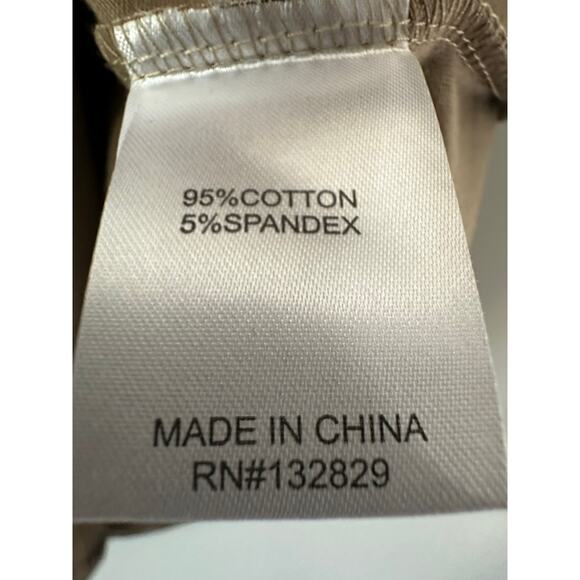 95%COTTON
5%SPANDEX
MADE IN CHINA
RN#132829